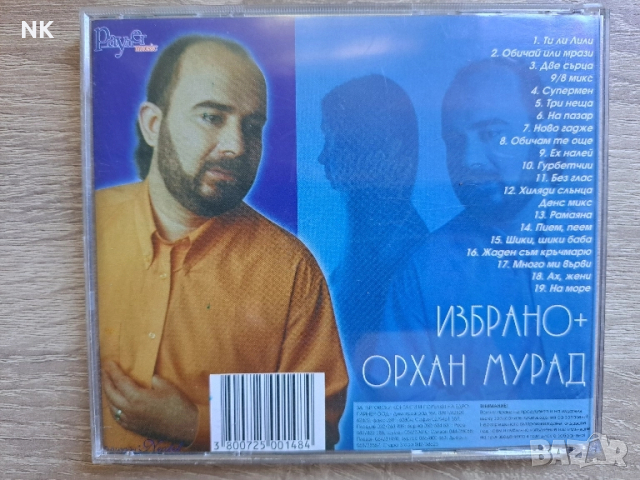 NK
Payner
music
1. Ти ли Лили
2. Обичай или мрази
3. Две сърца
9/8 микс
4. Супермен
5. Три неща
6. На пазар
7. Ново гадже
8. Обичам те още
9. Ех налей
10. Гурбетчии
11. Без глас
12. Хиляди слънца
Денс микс
13. Рамаяна
14. Пием, пеем
15. Шики, шики баба
16. Жаден съм кръчмарю
17. Много ми върви
18. Ах, жени
19. На море
ИЗБРАНО+
ОРХАН МУРАД
3 800725 001484
bazar.bg